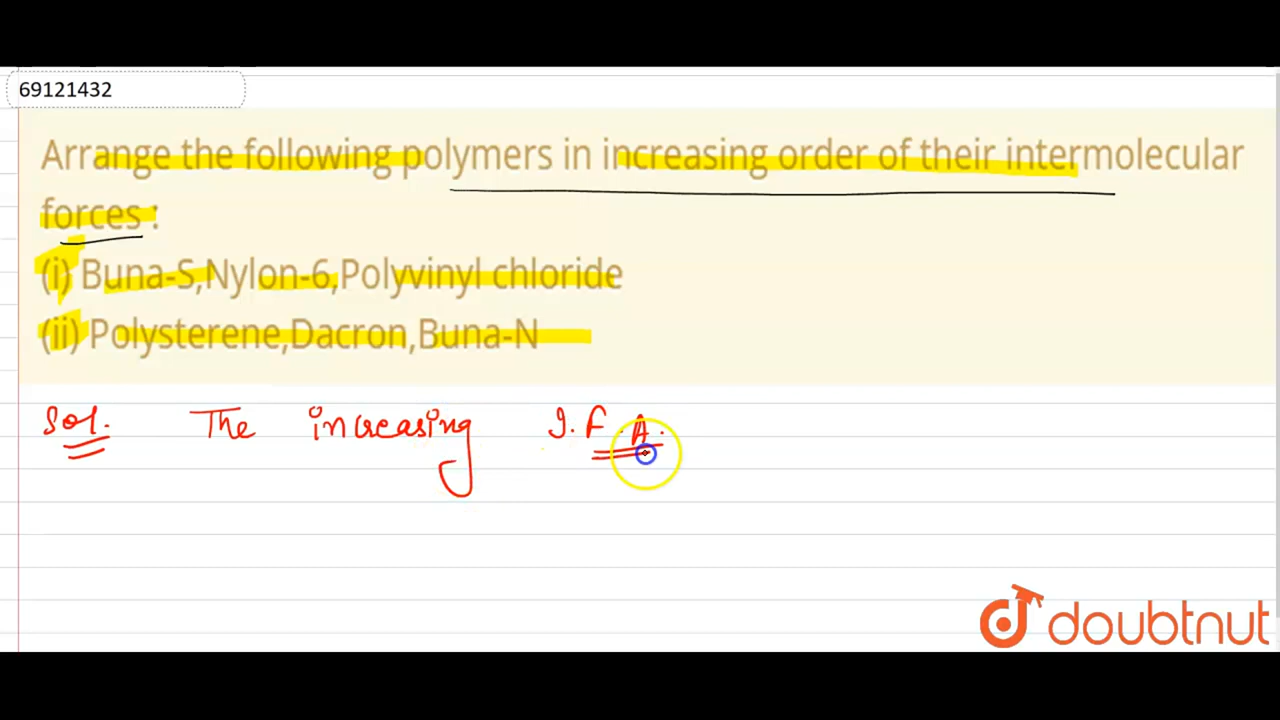 69121432
Arrange the following polymers in increasing order of their intermolecular
forces :
(i) Buna-S,Nylon-6,Polyvinyl chloride
(ii) Polysterene,Dacron,Buna-N
Sol. The increasing I.F.A.
doubtnut